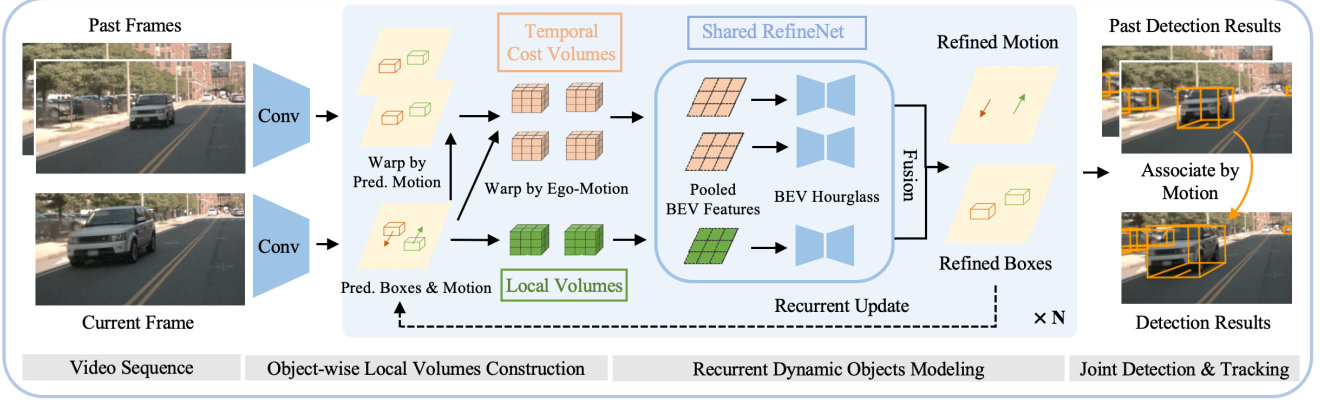 Past Frames
Conv
Current Frame
Conv
Warp by
Pred. Motion
Pred. Boxes & Motion
Temporal
Cost Volumes
Warp by Ego-Motion
Local Volumes
Shared RefineNet
Pooled
BEV Features
BEV Hourglass
Fusion
Refined Motion
Refined Boxes
Recurrent Update
× N
Past Detection Results
Associate by
Motion
Detection Results
Video Sequence
Object-wise Local Volumes Construction
Recurrent Dynamic Objects Modeling
Joint Detection & Tracking